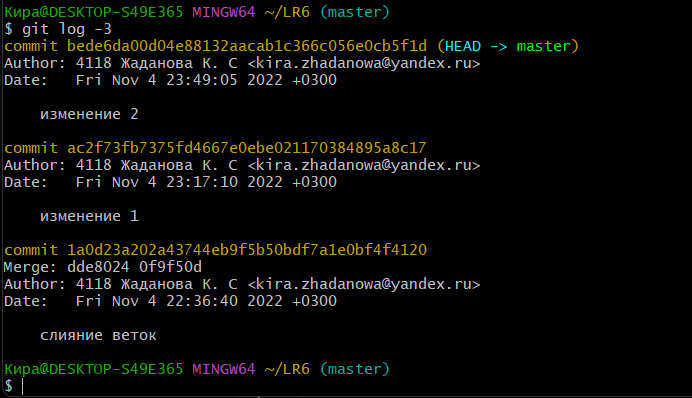 Кира@DESKTOP-S49E365 MINGW64 ~/LR6 (master)
$ git log -3
commit bede6da00d04e88132aacab1c366c056e0cb5f1d (HEAD -> master)
Author: 4118 Жаданова К. С <kira.zhadanowa@yandex.ru>
Date:   Fri Nov 4 23:49:05 2022 +0300

    изменение 2

commit ac2f73fb7375fd4667e0ebe021170384895a8c17
Author: 4118 Жаданова К. С <kira.zhadanowa@yandex.ru>
Date:   Fri Nov 4 23:17:10 2022 +0300

    изменение 1

commit 1a0d23a202a43744eb9f5b50bdf7a1e0bf4f4120
Merge: dde8024 0f9f50d
Author: 4118 Жаданова К. С <kira.zhadanowa@yandex.ru>
Date:   Fri Nov 4 22:36:40 2022 +0300

    слияние веток

Кира@DESKTOP-S49E365 MINGW64 ~/LR6 (master)
$